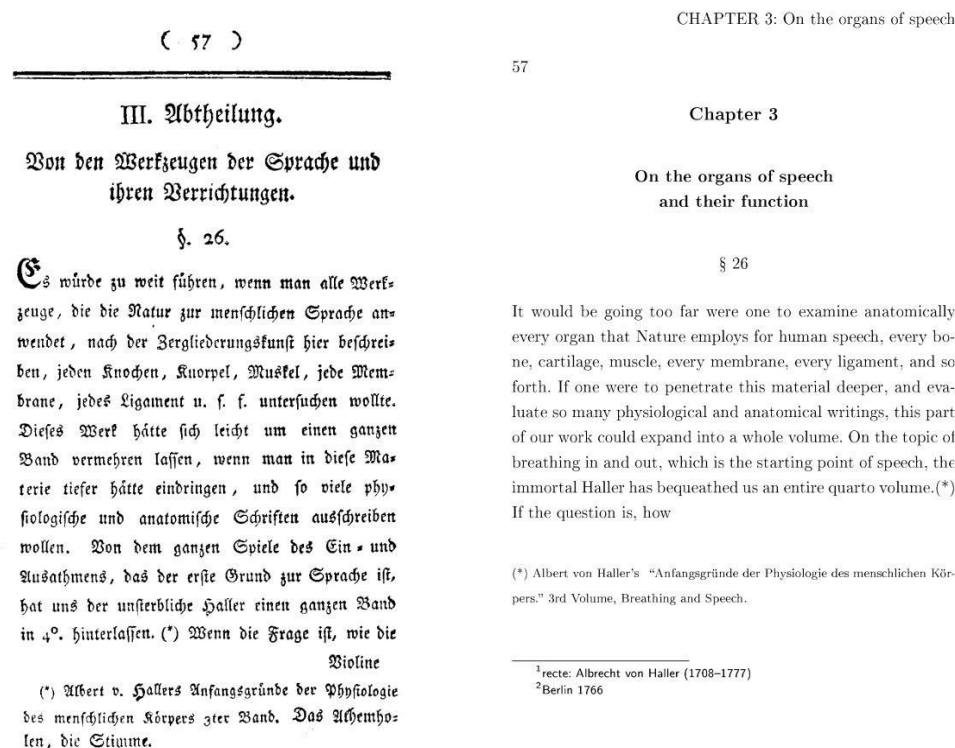 ( 57 )
III. Abtheilung.
Von den Werkzeugen der Sprache und
ihren Verrichtungen.
§. 26.
Es würde zu weit führen, wenn man alle Werk=
zeuge, die die Natur zur menſchlichen Sprache an=
wendet, nach der Zergliederungskunſt hier beſchrei=
ben, jeden Knochen, Knorpel, Muskel, jede Mem=
brane, jedes Ligament u. ſ. f. unterſuchen wollte.
Dieſes Werk hätte ſich leicht um einen ganzen
Band vermehren laſſen, wenn man in dieſe Ma=
terie tiefer hätte eindringen, und ſo viele phy=
ſiologiſche und anatomiſche Schriften ausſchreiben
wollen. Von dem ganzen Spiele des Ein = und
Ausathmens, das der erſte Grund zur Sprache iſt,
hat uns der unſterbliche Haller einen ganzen Band
in 4°. hinterlaſſen. (*) Wenn die Frage iſt, wie die
Violine
(*) Albert v. Hallers Anfangsgründe der Phyſiologie
des menſchlichen Körpers 3ter Band. Das Athemho=
len, die Stimme.
CHAPTER 3: On the organs of speech
57
Chapter 3
On the organs of speech
and their function
§ 26
It would be going too far were one to examine anatomically
every organ that Nature employs for human speech, every bo-
ne, cartilage, muscle, every membrane, every ligament, and so
forth. If one were to penetrate this material deeper, and eva-
luate so many physiological and anatomical writings, this part
of our work could expand into a whole volume. On the topic of
breathing in and out, which is the starting point of speech, the
immortal Haller has bequeathed us an entire quarto volume.(*)
If the question is, how
(*) Albert von Haller's "Anfangsgründe der Physiologie des menschlichen Kör-
pers." 3rd Volume, Breathing and Speech.
1 recte: Albrecht von Haller (1708–1777)
2 Berlin 1766